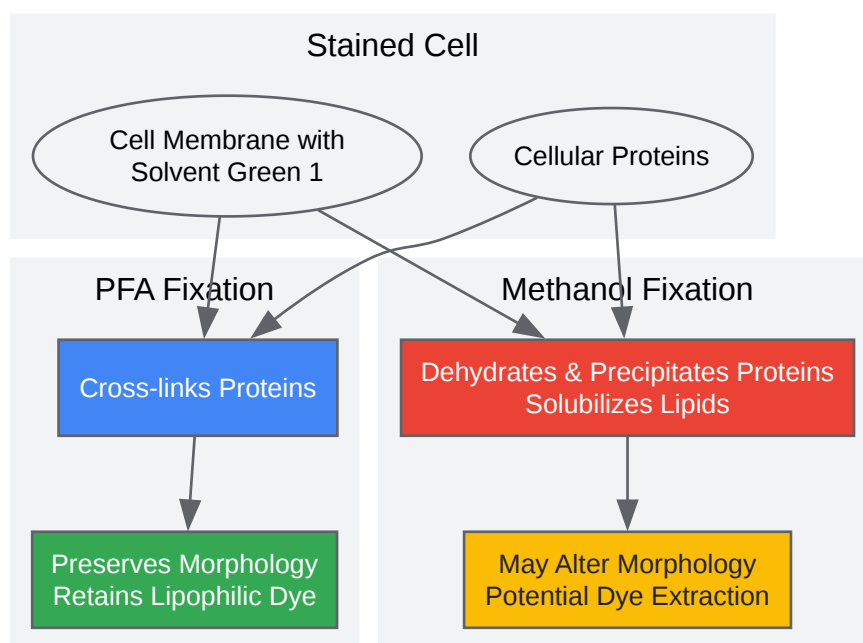 Stained Cell
Cell Membrane with
Solvent Green 1
Cellular Proteins
PFA Fixation
Methanol Fixation
Cross-links Proteins
Dehydrates & Precipitates Proteins
Solubilizes Lipids
Preserves Morphology
Retains Lipophilic Dye
May Alter Morphology
Potential Dye Extraction